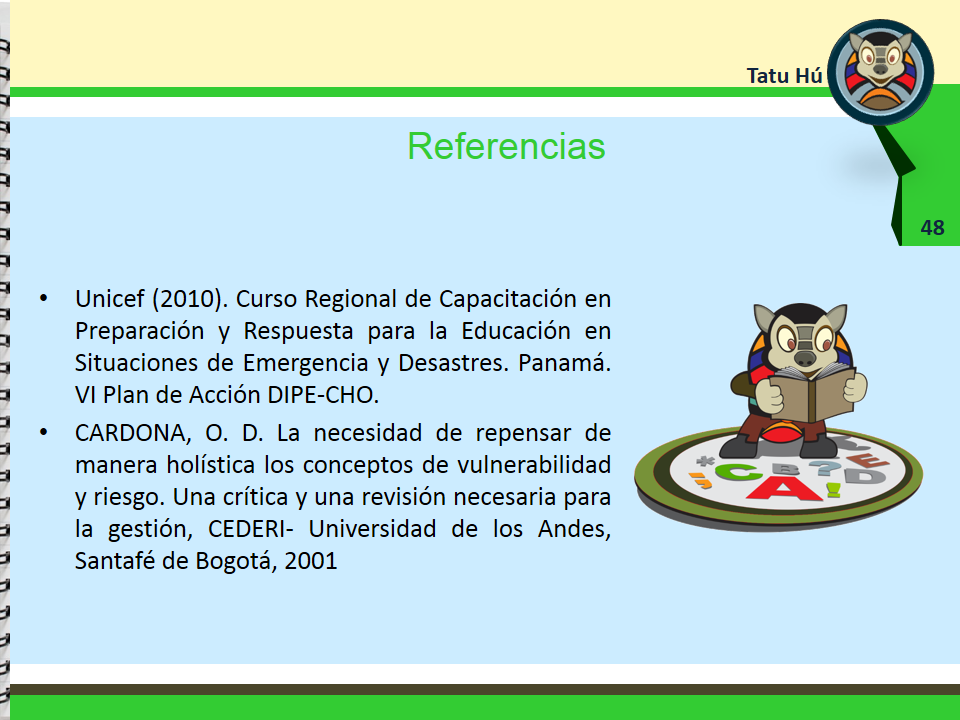 Tatu Hú
Referencias
48
• Unicef (2010). Curso Regional de Capacitación en
Preparación y Respuesta para la Educación en
Situaciones de Emergencia y Desastres. Panamá.
VI Plan de Acción DIPE-CHO.
• CARDONA, O. D. La necesidad de repensar de
manera holística los conceptos de vulnerabilidad
y riesgo. Una crítica y una revisión necesaria para
la gestión, CEDERI- Universidad de los Andes,
Santafé de Bogotá, 2001
* C B ? E D
" A !